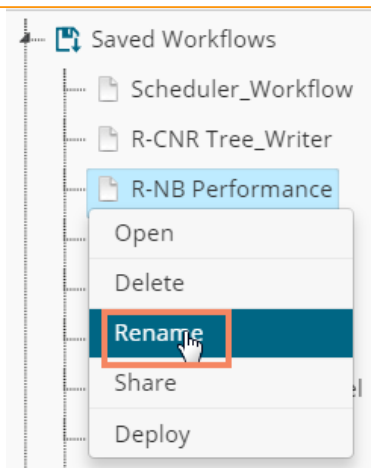 Saved Workflows
Scheduler_Workflow
R-CNR Tree_Writer
R-NB Performance
Open
Delete
Rename
Share
Deploy